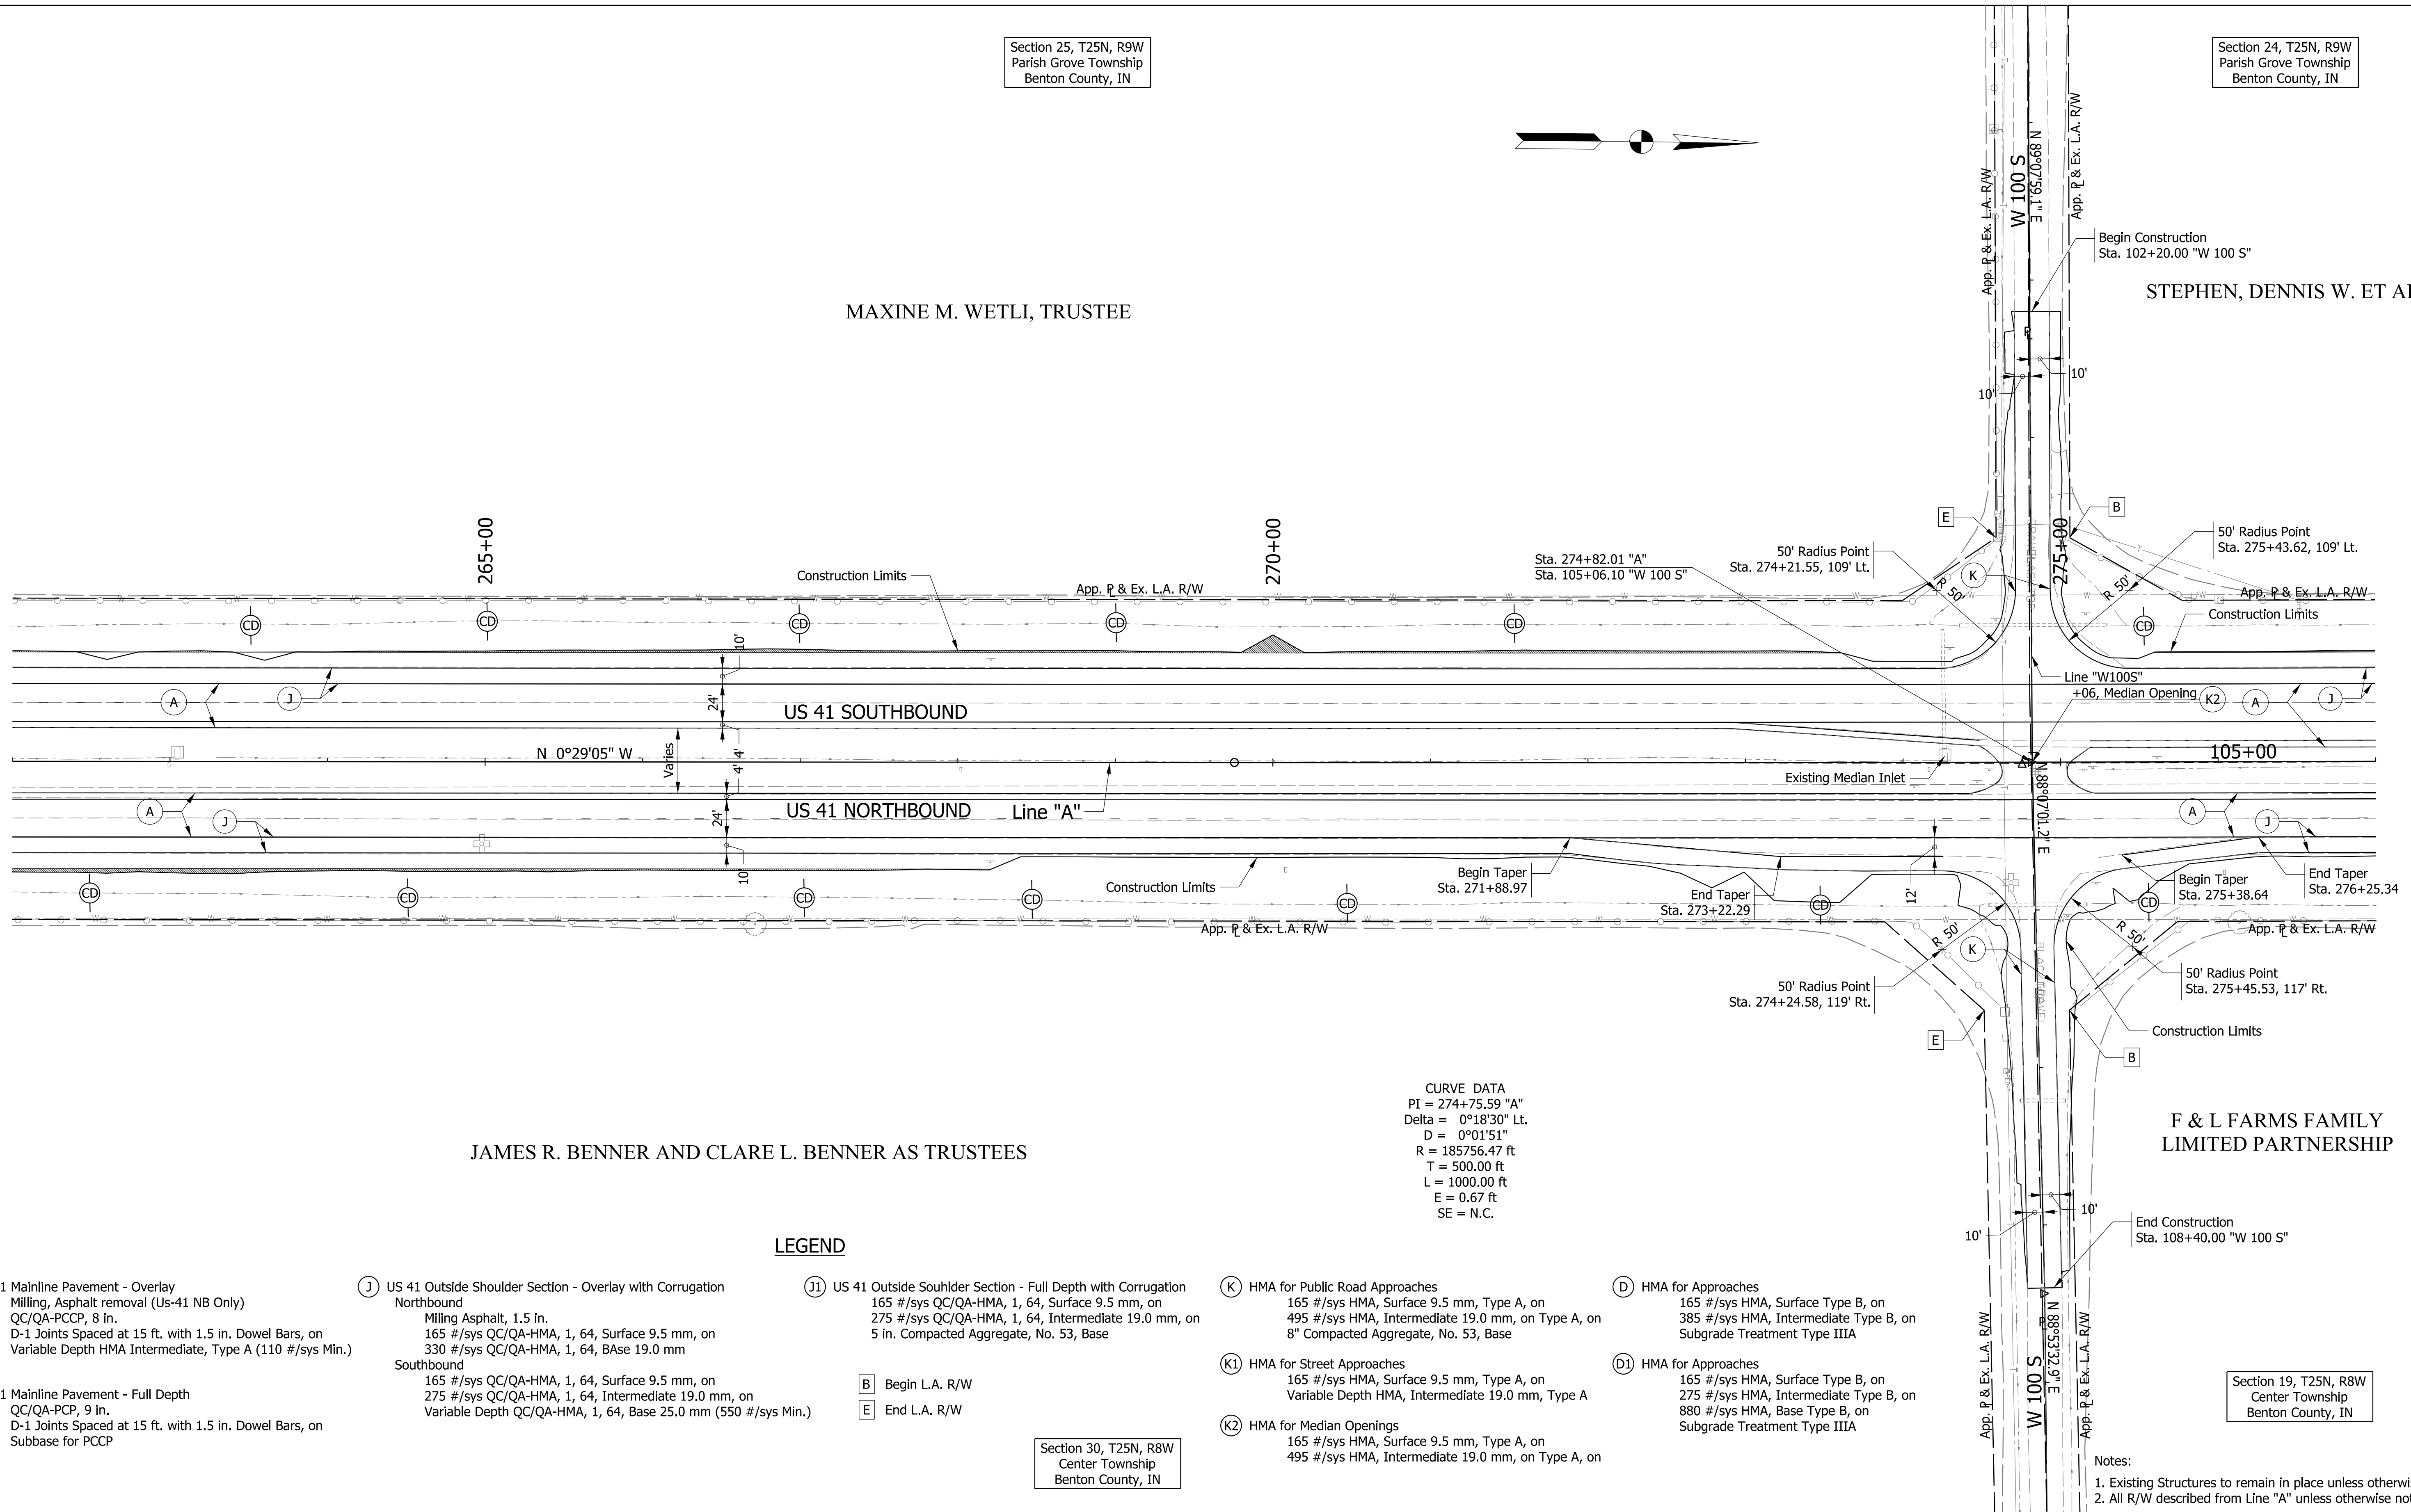 Section 25, T25N, R9W
Parish Grove Township
Benton County, IN
Section 24, T25N, R9W
Parish Grove Township
Benton County, IN
App. PL & Ex. L.A. R/W
W 100 S
N 89°07'59.1" E
App. PL & Ex. L.A. R/W
Begin Construction
Sta. 102+20.00 "W 100 S"
STEPHEN, DENNIS W. ET
MAXINE M. WETLI, TRUSTEE
10'
10'
265+00
270+00
275+00
E
B
50' Radius Point
Sta. 275+43.62, 109' Lt.
50' Radius Point
Sta. 274+21.55, 109' Lt.
Sta. 274+82.01 "A"
Sta. 105+06.10 "W 100 S"
K
R 50'
R 50'
Construction Limits
App. PL & Ex. L.A. R/W
App. PL & Ex. L.A. R/W
Construction Limits
CD
CD
CD
CD
CD
CD
10'
Line "W100S"
+06, Median Opening
K2
A
J
A
J
24'
US 41 SOUTHBOUND
N 0°29'05" W
Varies
4'
4'
105+00
Existing Median Inlet
N 88°07'01.2" E
A
J
24'
US 41 NORTHBOUND
Line "A"
A
J
10'
Construction Limits
Begin Taper
Sta. 271+88.97
End Taper
Sta. 273+22.29
12'
Begin Taper
Sta. 275+38.64
End Taper
Sta. 276+25.34
CD
CD
CD
CD
CD
CD
CD
App. PL & Ex. L.A. R/W
App. PL & Ex. L.A. R/W
R 50'
R 50'
K
50' Radius Point
Sta. 274+24.58, 119' Rt.
50' Radius Point
Sta. 275+45.53, 117' Rt.
Construction Limits
E
B
CURVE DATA
PI = 274+75.59 "A"
Delta = 0°18'30" Lt.
D = 0°01'51"
R = 185756.47 ft
T = 500.00 ft
L = 1000.00 ft
E = 0.67 ft
SE = N.C.
F & L FARMS FAMILY
LIMITED PARTNERSHIP
JAMES R. BENNER AND CLARE L. BENNER AS TRUSTEES
10'
10'
End Construction
Sta. 108+40.00 "W 100 S"
App. PL & Ex. L.A. R/W
W 100 S
N 88°53'32.9" E
App. PL & Ex. L.A. R/W
LEGEND
1 Mainline Pavement - Overlay
Milling, Asphalt removal (Us-41 NB Only)
QC/QA-PCCP, 8 in.
D-1 Joints Spaced at 15 ft. with 1.5 in. Dowel Bars, on
Variable Depth HMA Intermediate, Type A (110 #/sys Min.)
1 Mainline Pavement - Full Depth
QC/QA-PCP, 9 in.
D-1 Joints Spaced at 15 ft. with 1.5 in. Dowel Bars, on
Subbase for PCCP
J US 41 Outside Shoulder Section - Overlay with Corrugation
Northbound
Miling Asphalt, 1.5 in.
165 #/sys QC/QA-HMA, 1, 64, Surface 9.5 mm, on
330 #/sys QC/QA-HMA, 1, 64, BAse 19.0 mm
Southbound
165 #/sys QC/QA-HMA, 1, 64, Surface 9.5 mm, on
275 #/sys QC/QA-HMA, 1, 64, Intermediate 19.0 mm, on
Variable Depth QC/QA-HMA, 1, 64, Base 25.0 mm (550 #/sys Min.)
J1 US 41 Outside Souhlder Section - Full Depth with Corrugation
165 #/sys QC/QA-HMA, 1, 64, Surface 9.5 mm, on
275 #/sys QC/QA-HMA, 1, 64, Intermediate 19.0 mm, on
5 in. Compacted Aggregate, No. 53, Base
B Begin L.A. R/W
E End L.A. R/W
K HMA for Public Road Approaches
165 #/sys HMA, Surface 9.5 mm, Type A, on
495 #/sys HMA, Intermediate 19.0 mm, on Type A, on
8" Compacted Aggregate, No. 53, Base
K1 HMA for Street Approaches
165 #/sys HMA, Surface 9.5 mm, Type A, on
Variable Depth HMA, Intermediate 19.0 mm, Type A
K2 HMA for Median Openings
165 #/sys HMA, Surface 9.5 mm, Type A, on
495 #/sys HMA, Intermediate 19.0 mm, on Type A, on
D HMA for Approaches
165 #/sys HMA, Surface Type B, on
385 #/sys HMA, Intermediate Type B, on
Subgrade Treatment Type IIIA
D1 HMA for Approaches
165 #/sys HMA, Surface Type B, on
275 #/sys HMA, Intermediate Type B, on
880 #/sys HMA, Base Type B, on
Subgrade Treatment Type IIIA
Section 30, T25N, R8W
Center Township
Benton County, IN
Section 19, T25N, R8W
Center Township
Benton County, IN
Notes:
1. Existing Structures to remain in place unless
2. All R/W described from Line "A" unless otherwise